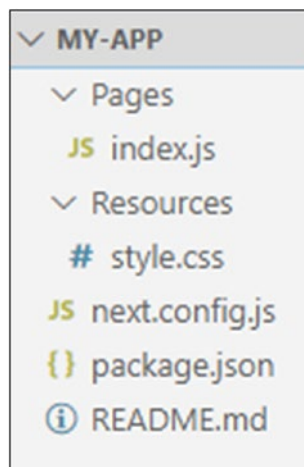 MY-APP
Pages
JS index.js
Resources
# style.css
JS next.config.js
{} package.json
README.md